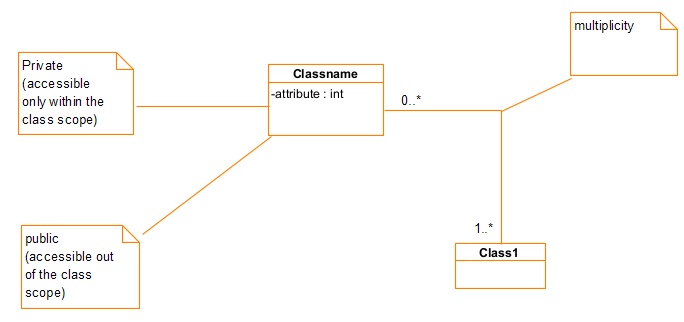 multiplicity
Private
(accessible
only within the
class scope)
Classname
-attribute : int
0..*
public
(accessible out
of the class
scope)
1..*
Class1